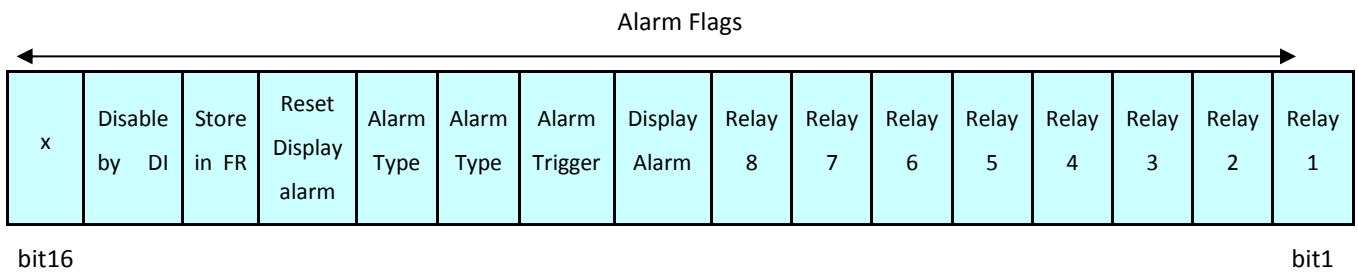 Alarm Flags
x
Disable
by DI
Store
in FR
Reset
Display
alarm
Alarm
Type
Alarm
Type
Alarm
Trigger
Display
Alarm
Relay
8
Relay
7
Relay
6
Relay
5
Relay
4
Relay
3
Relay
2
Relay
1
bit16
bit1